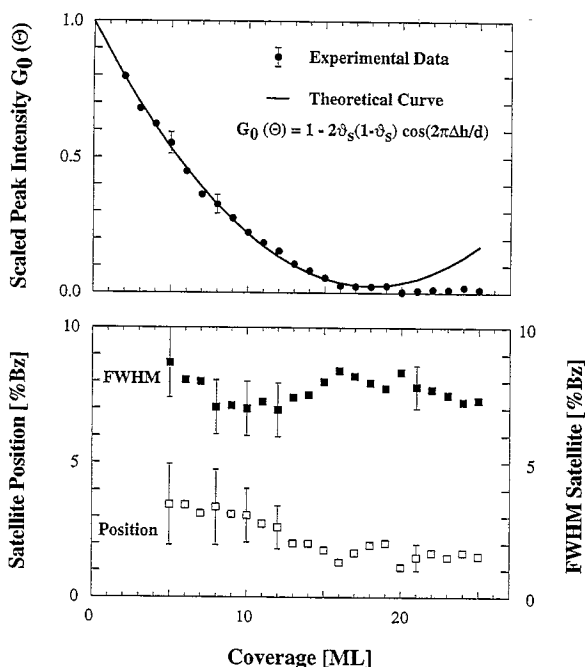 Scaled Peak Intensity G₀ (Θ)
1.0
0.5
0.0
Experimental Data
Theoretical Curve
G₀ (Θ) = 1 - 2ϑₛ(1-ϑₛ) cos(2πΔh/d)
Satellite Position [%Bz]
10
5
0
FWHM
Position
10
5
0
FWHM Satellite [%Bz]
0 10 20
Coverage [ML]